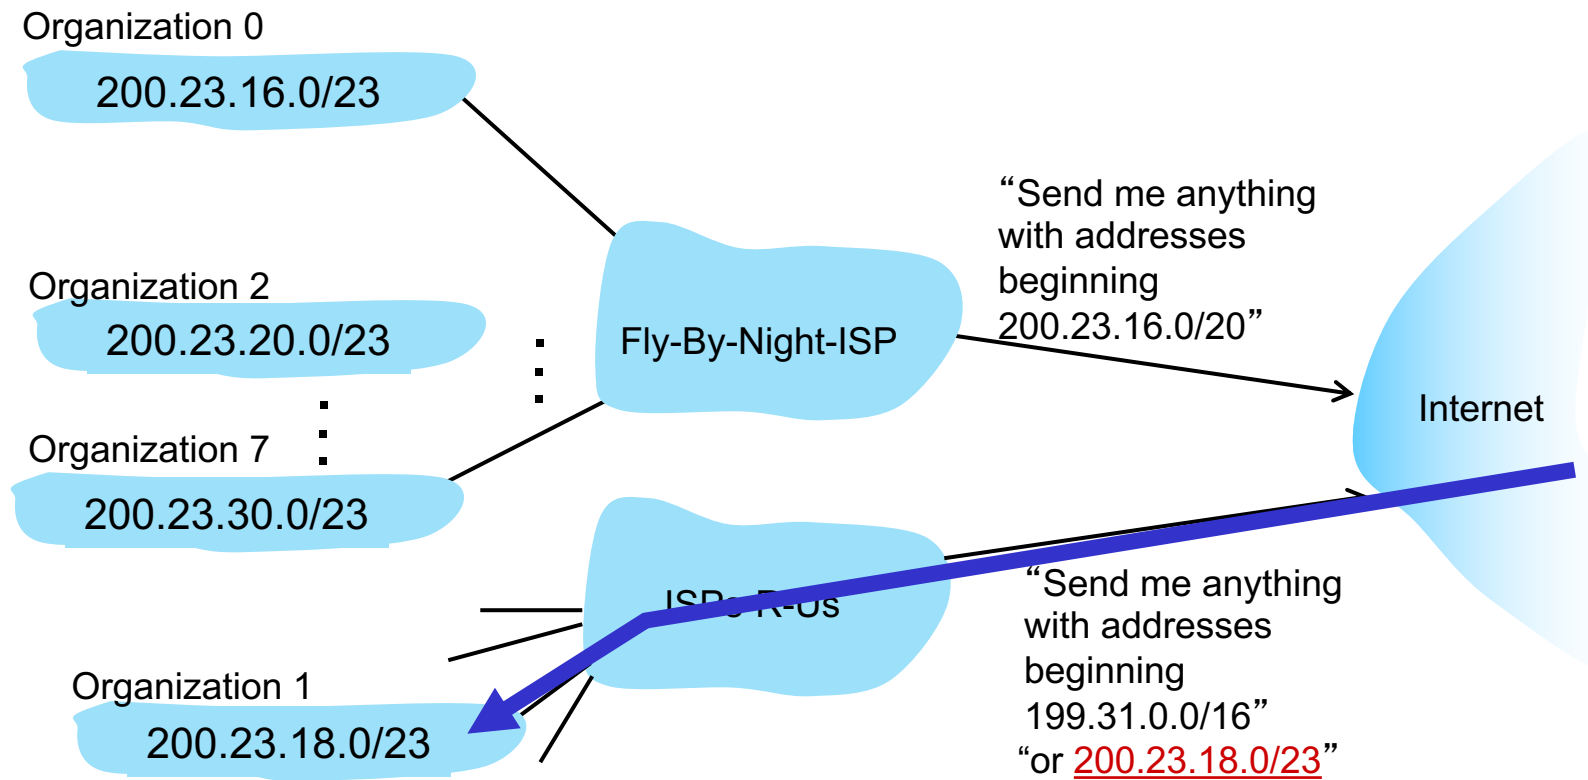 Organization 0
200.23.16.0/23
Organization 2
200.23.20.0/23
Organization 7
200.23.30.0/23
Fly-By-Night-ISP
“Send me anything
with addresses
beginning
200.23.16.0/20”
Internet
ISPs-R-Us
“Send me anything
with addresses
beginning
199.31.0.0/16”
“or 200.23.18.0/23”
Organization 1
200.23.18.0/23